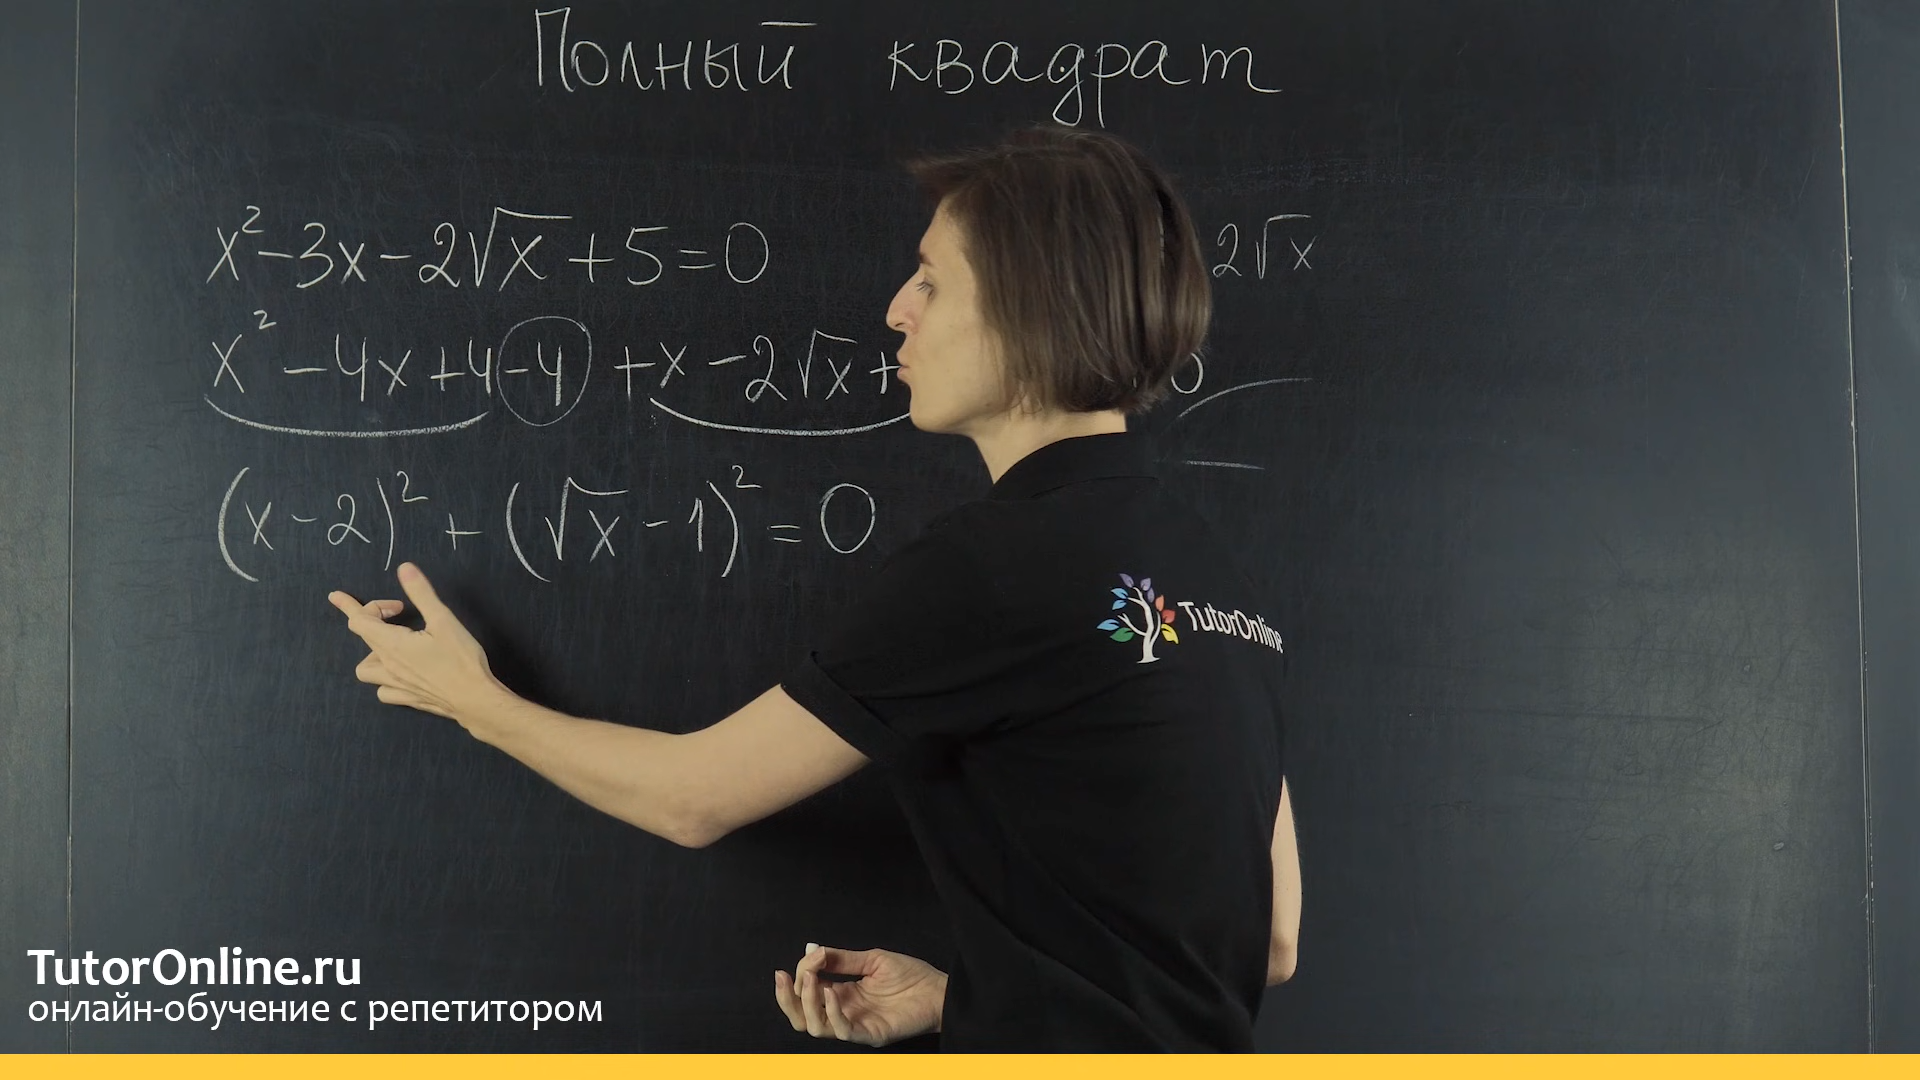 Полный квадрат
x² - 3x - 2√x + 5 = 0
2√x
x² - 4x + 4 - 4 + x - 2√x +
(x - 2)² + (√x - 1)² = 0
TutorOnline
TutorOnline.ru
онлайн-обучение с репетитором